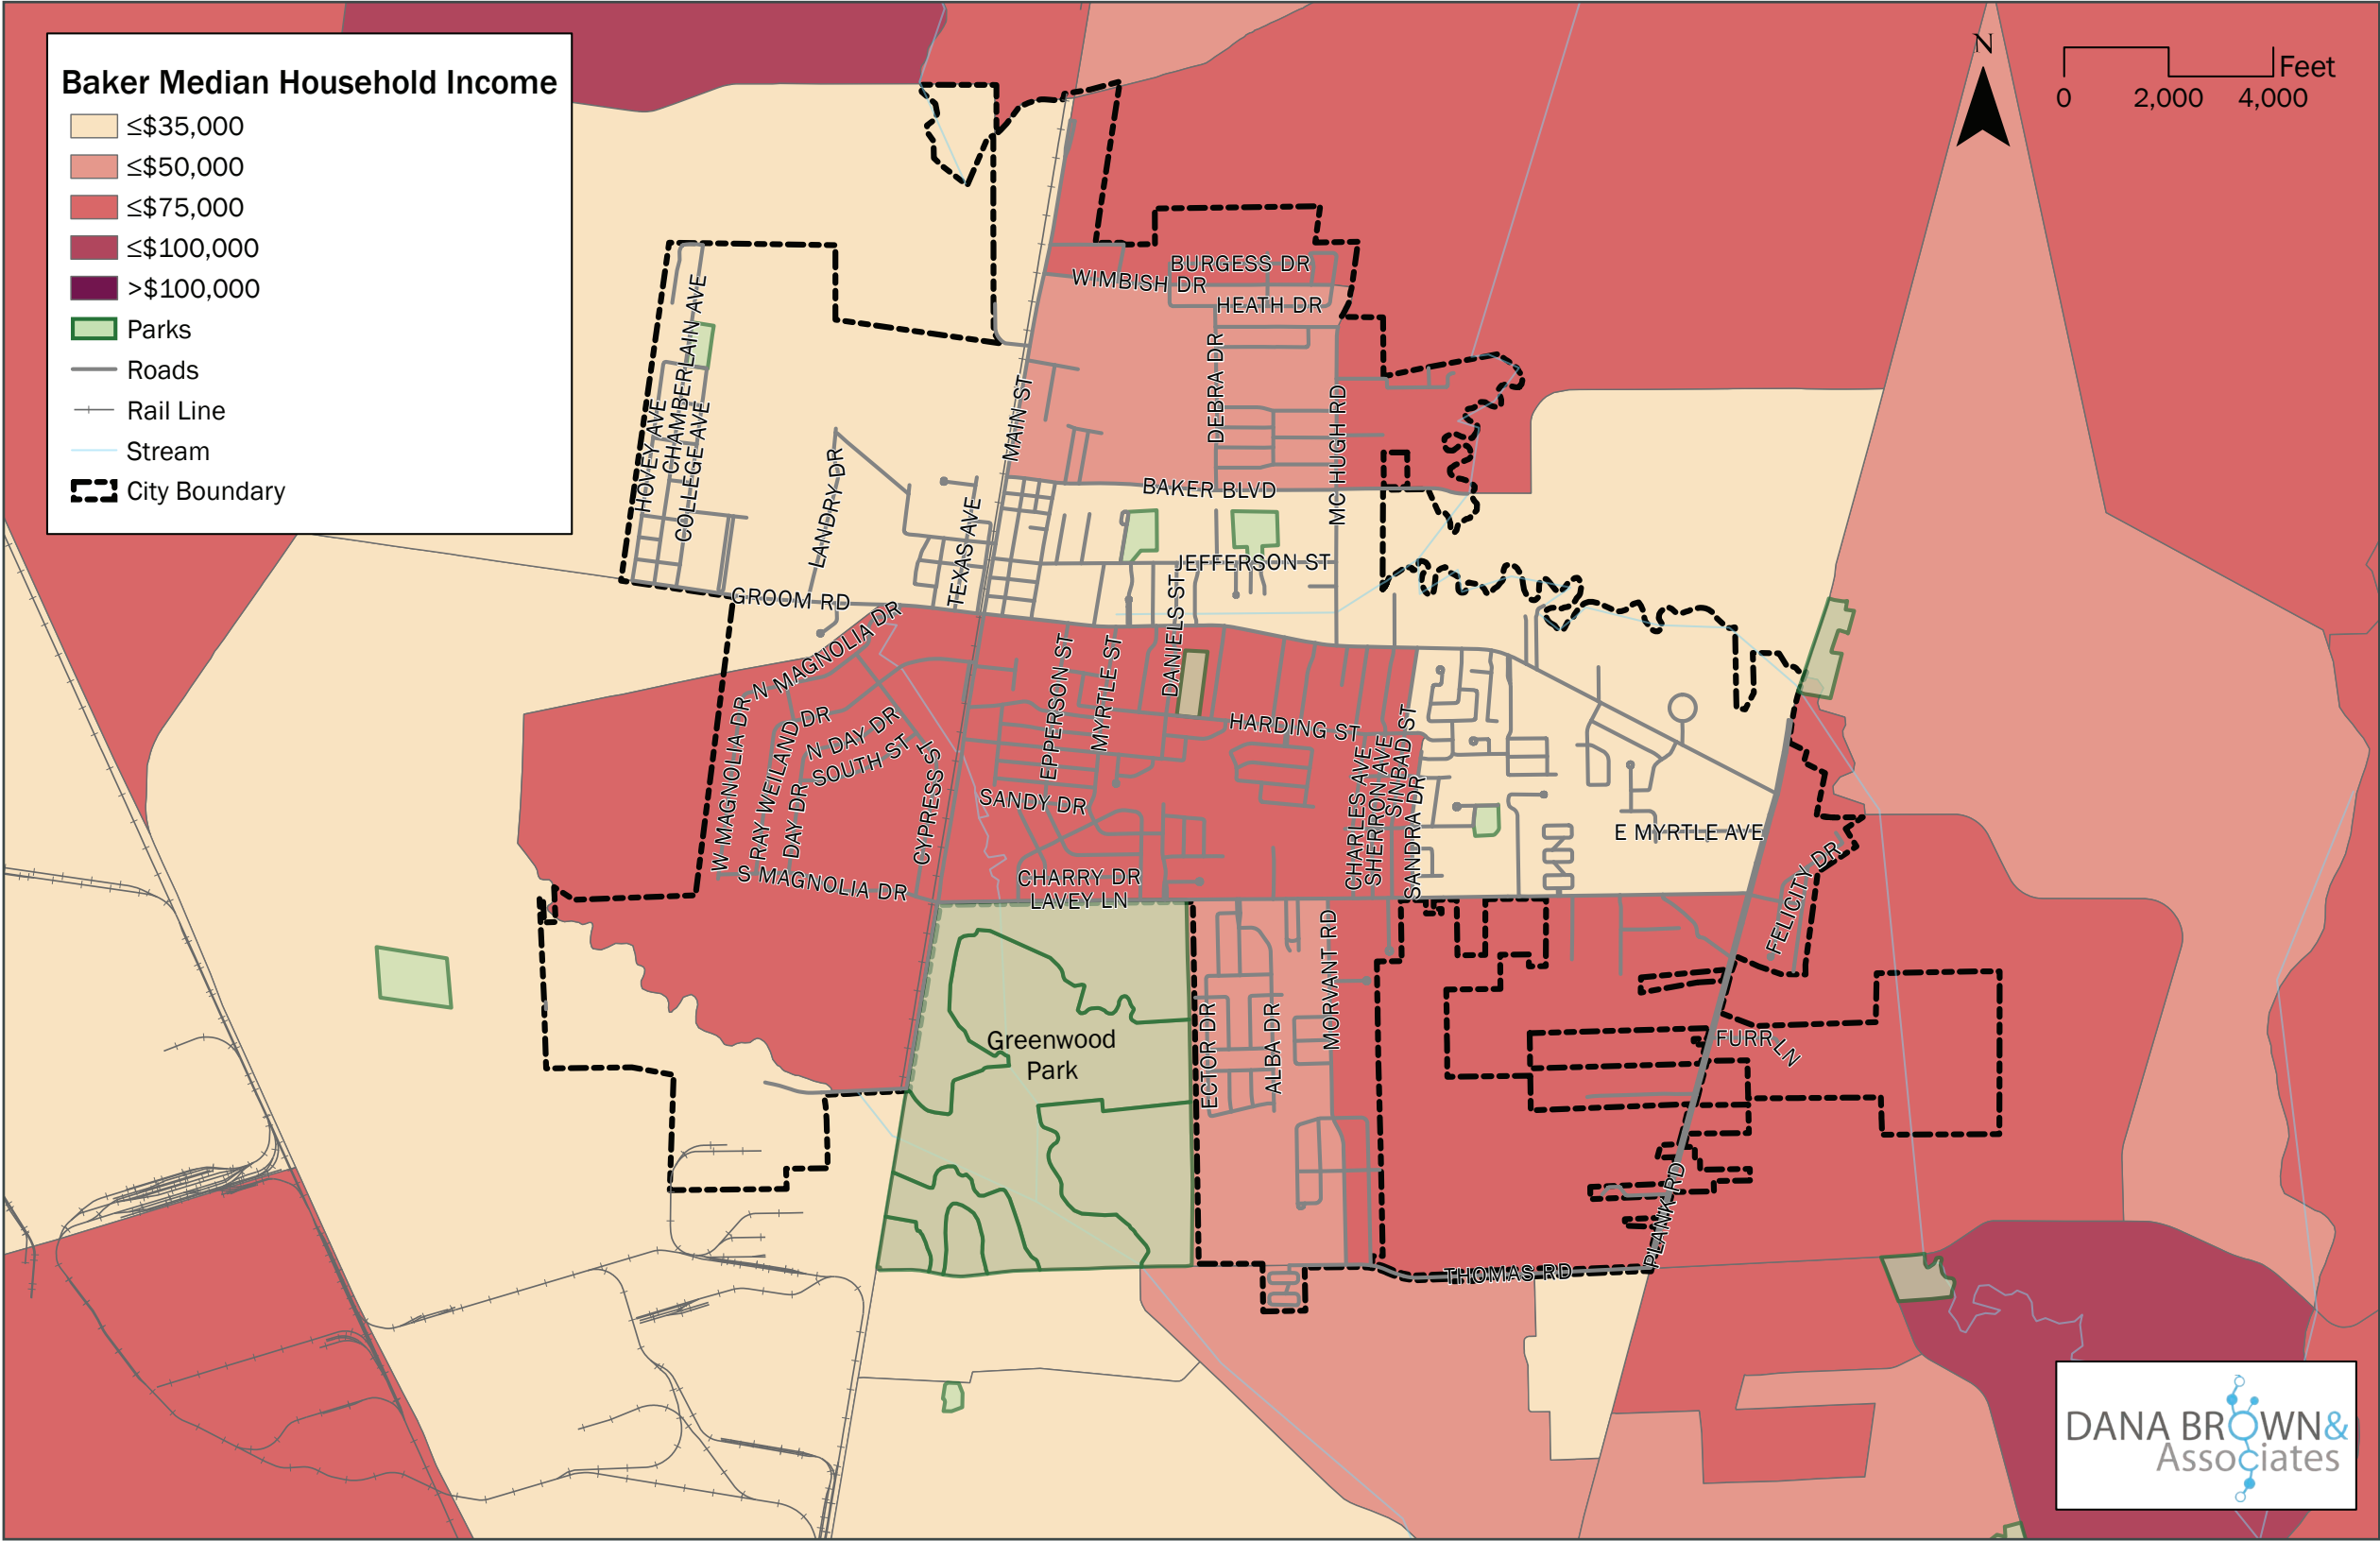 Baker Median Household Income
≤$35,000
≤$50,000
≤$75,000
≤$100,000
>$100,000
Parks
Roads
Rail Line
Stream
City Boundary
N
Feet
0 2,000 4,000
BURGESS DR
WIMBISH DR
HEATH DR
DEBRA DR
MC HUGH RD
MAIN ST
HOVEY AVE
CHAMBERLAIN AVE
COLLEGE AVE
LANDRY DR
TEXAS AVE
BAKER BLVD
JEFFERSON ST
GROOM RD
DANIELS ST
N MAGNOLIA DR
W MAGNOLIA DR
RAY WEILAND DR
N DAY DR
SOUTH ST
DAY DR
CYPRESS ST
S MAGNOLIA DR
EPPERSON ST
MYRTLE ST
HARDING ST
SANDY DR
CHARLES AVE
SHERRON AVE
SINBAD ST
SANDRA DR
E MYRTLE AVE
CHARRY DR
LAVEY LN
FELICITY DR
Greenwood
Park
ECTOR DR
ALBA DR
MORVANT RD
FURR LN
PLANK RD
THOMAS RD
DANA BROWN&
Associates